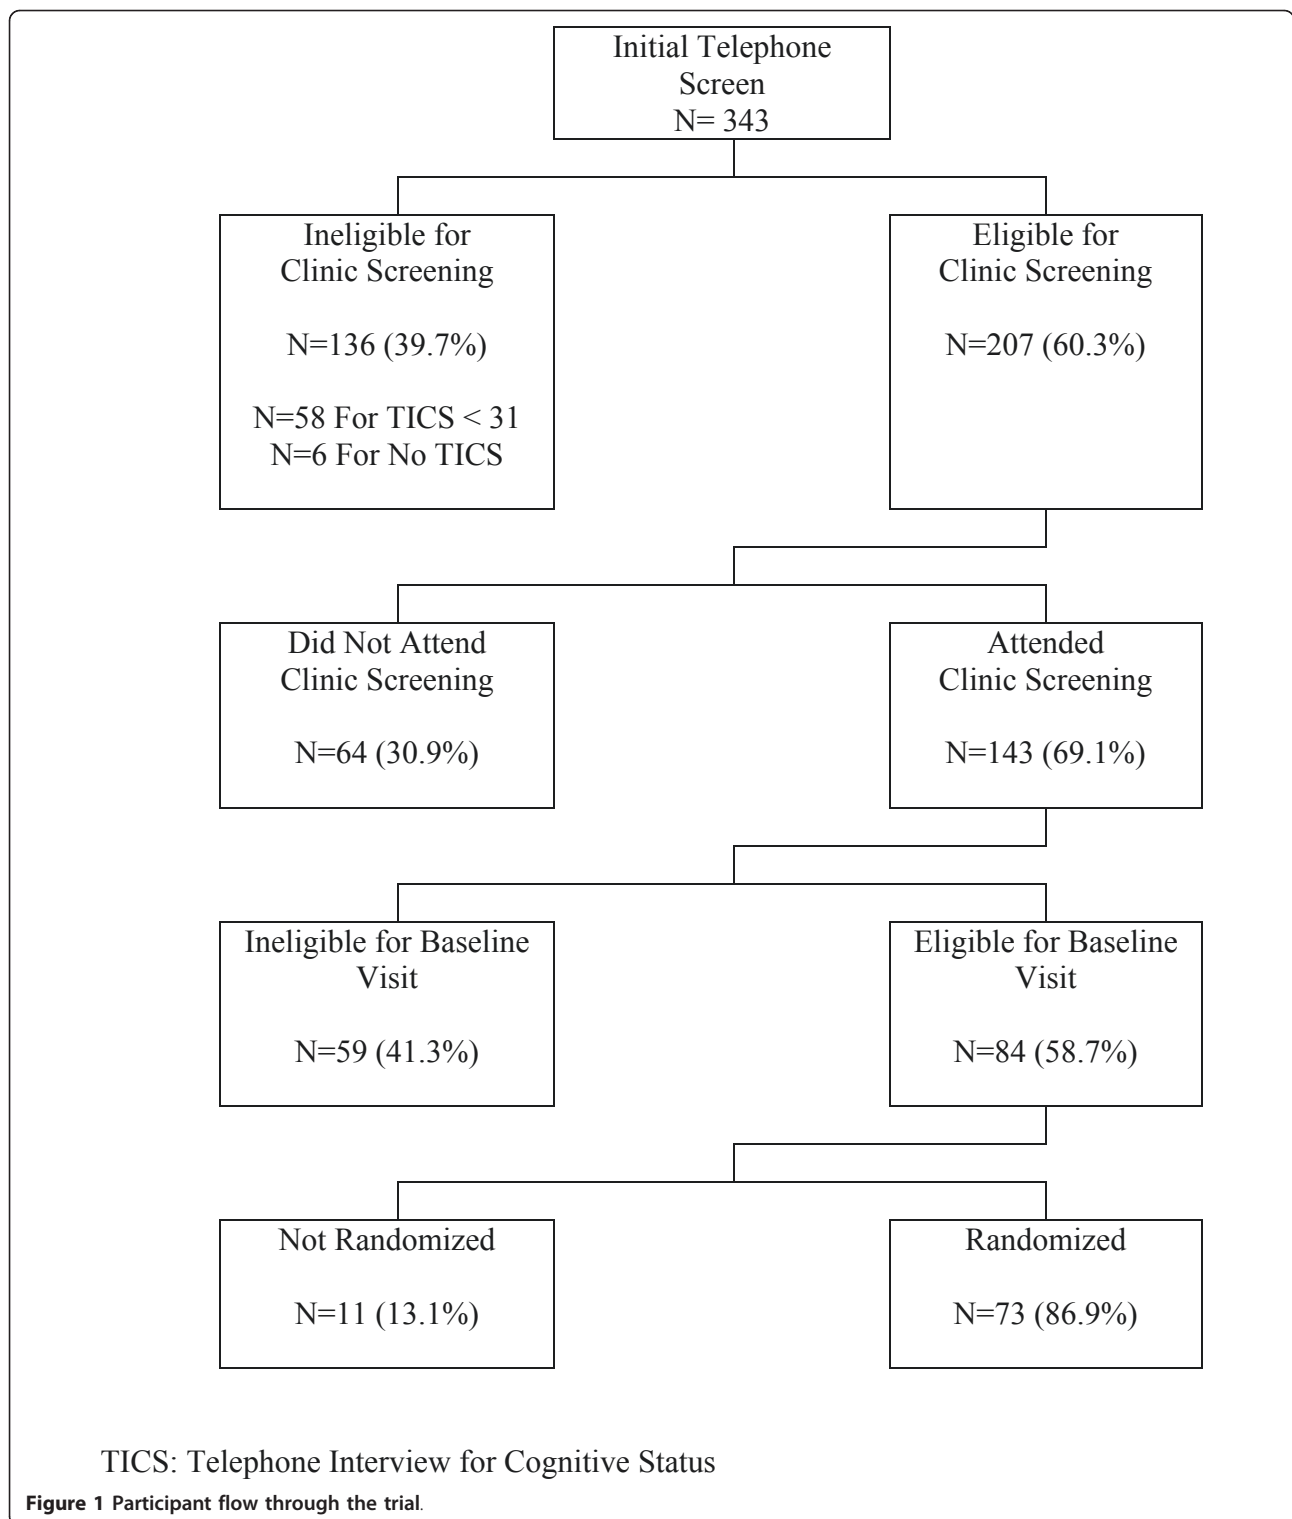 Initial Telephone
Screen
N= 343
Ineligible for
Clinic Screening
N=136 (39.7%)
N=58 For TICS < 31
N=6 For No TICS
Eligible for
Clinic Screening
N=207 (60.3%)
Did Not Attend
Clinic Screening
N=64 (30.9%)
Attended
Clinic Screening
N=143 (69.1%)
Ineligible for Baseline
Visit
N=59 (41.3%)
Eligible for Baseline
Visit
N=84 (58.7%)
Not Randomized
N=11 (13.1%)
Randomized
N=73 (86.9%)
TICS: Telephone Interview for Cognitive Status
Figure 1 Participant flow through the trial.